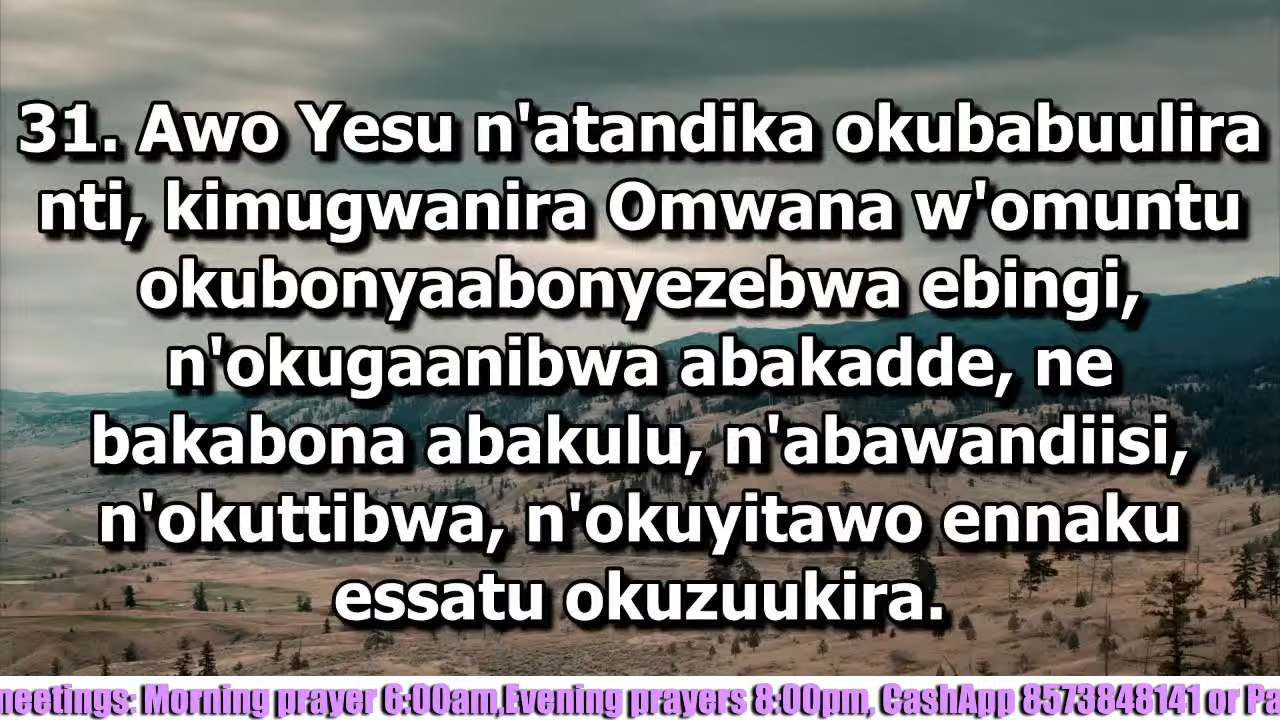 31. Awo Yesu n'atandika okubabuulira
nti, kimugwanira Omwana w'omuntu
okubonyaabonyezebwa ebingi,
n'okugaanibwa abakadde, ne
bakabona abakulu, n'abawandiisi,
n'okuttibwa, n'okuyitawo ennaku
essatu okuzuukira.
meetings: Morning prayer 6:00am,Evening prayers 8:00pm, CashApp 8573848141 or